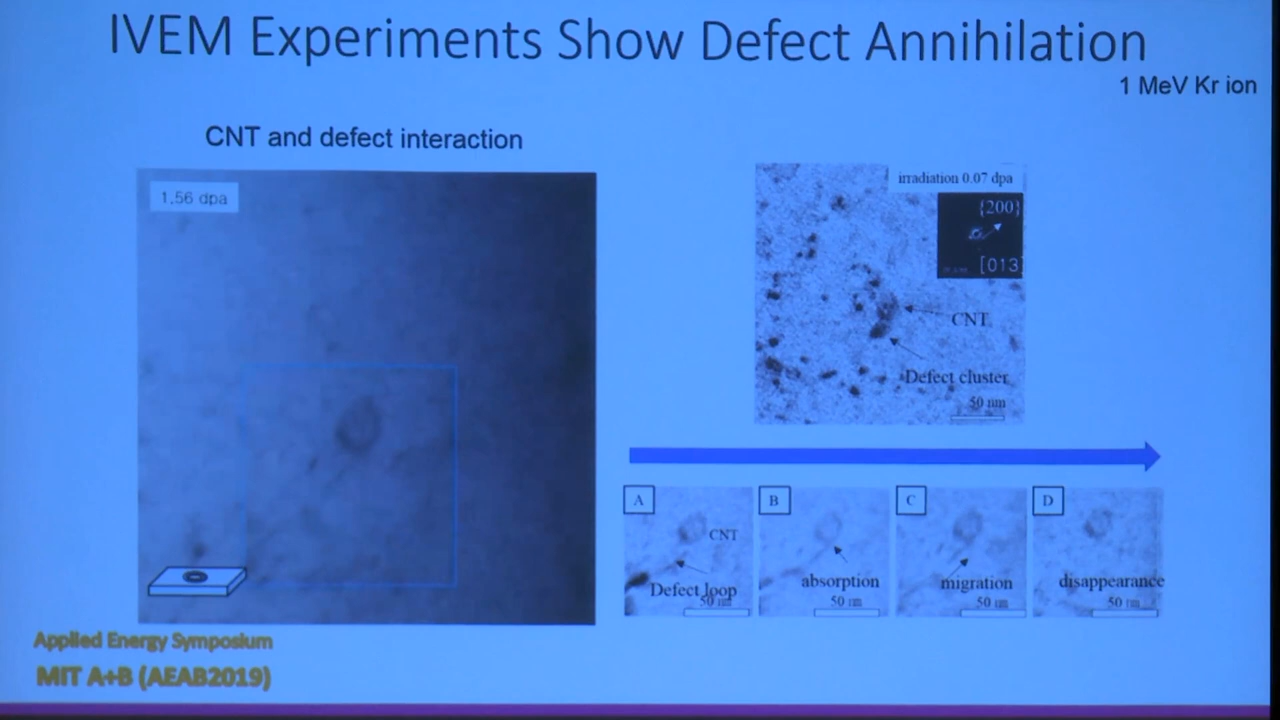 IVEM Experiments Show Defect Annihilation
1 MeV Kr ion
CNT and defect interaction
1.56 dpa
irradiation 0.07 dpa
{200}
[013]
CNT
Defect cluster
50 nm
A
CNT
Defect loop
50 nm
B
absorption
50 nm
C
migration
50 nm
D
disappearance
50 nm
Applied Energy Symposium
MIT A+B (AEAB2019)